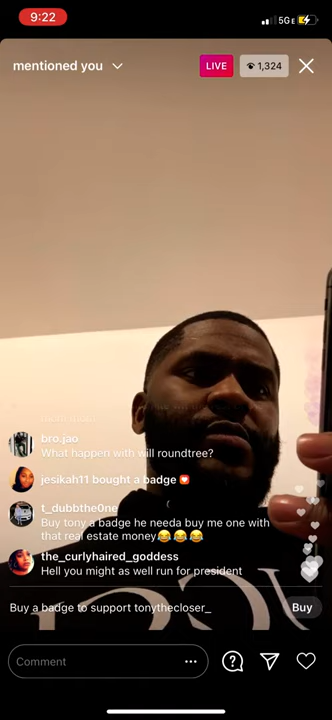 9:22
5GE
mentioned you
LIVE
1,324
bro.jao
What happen with will roundtree?
jesikah11 bought a badge
t_dubbthe0ne
Buy tony a badge he needa buy me one with
that real estate money😂😂😂
the_curlyhaired_goddess
Hell you might as well run for president
Buy a badge to support tonythecloser_
Buy
Comment